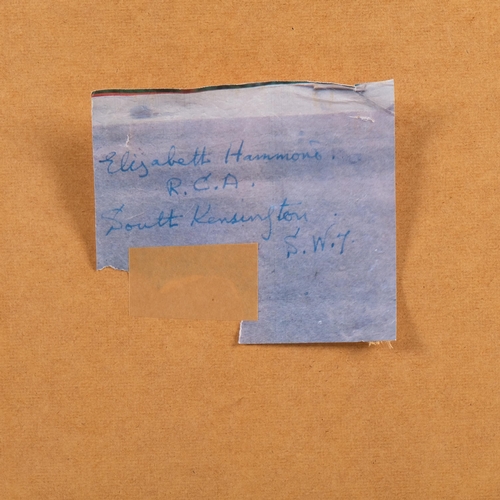 Elizabeth Hammond.
R.C.A.
South Kensington.
S.W.7